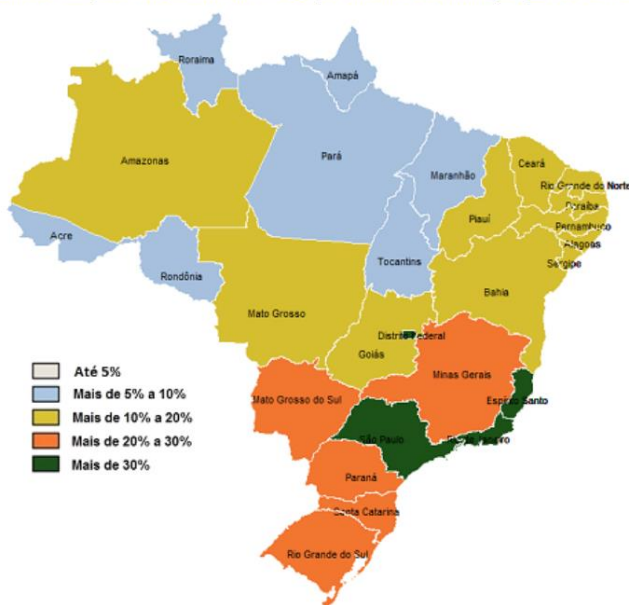 Roraima
Amapá
Amazonas
Pará
Maranhão
Ceará
Rio Grande do Norte
Paraíba
Piauí
Pernambuco
Alagoas
Sergipe
Acre
Rondônia
Tocantins
Bahia
Mato Grosso
Distrito Federal
Goiás
Minas Gerais
Espírito Santo
Mato Grosso do Sul
São Paulo
Rio de Janeiro
Paraná
Santa Catarina
Rio Grande do Sul
Até 5%
Mais de 5% a 10%
Mais de 10% a 20%
Mais de 20% a 30%
Mais de 30%